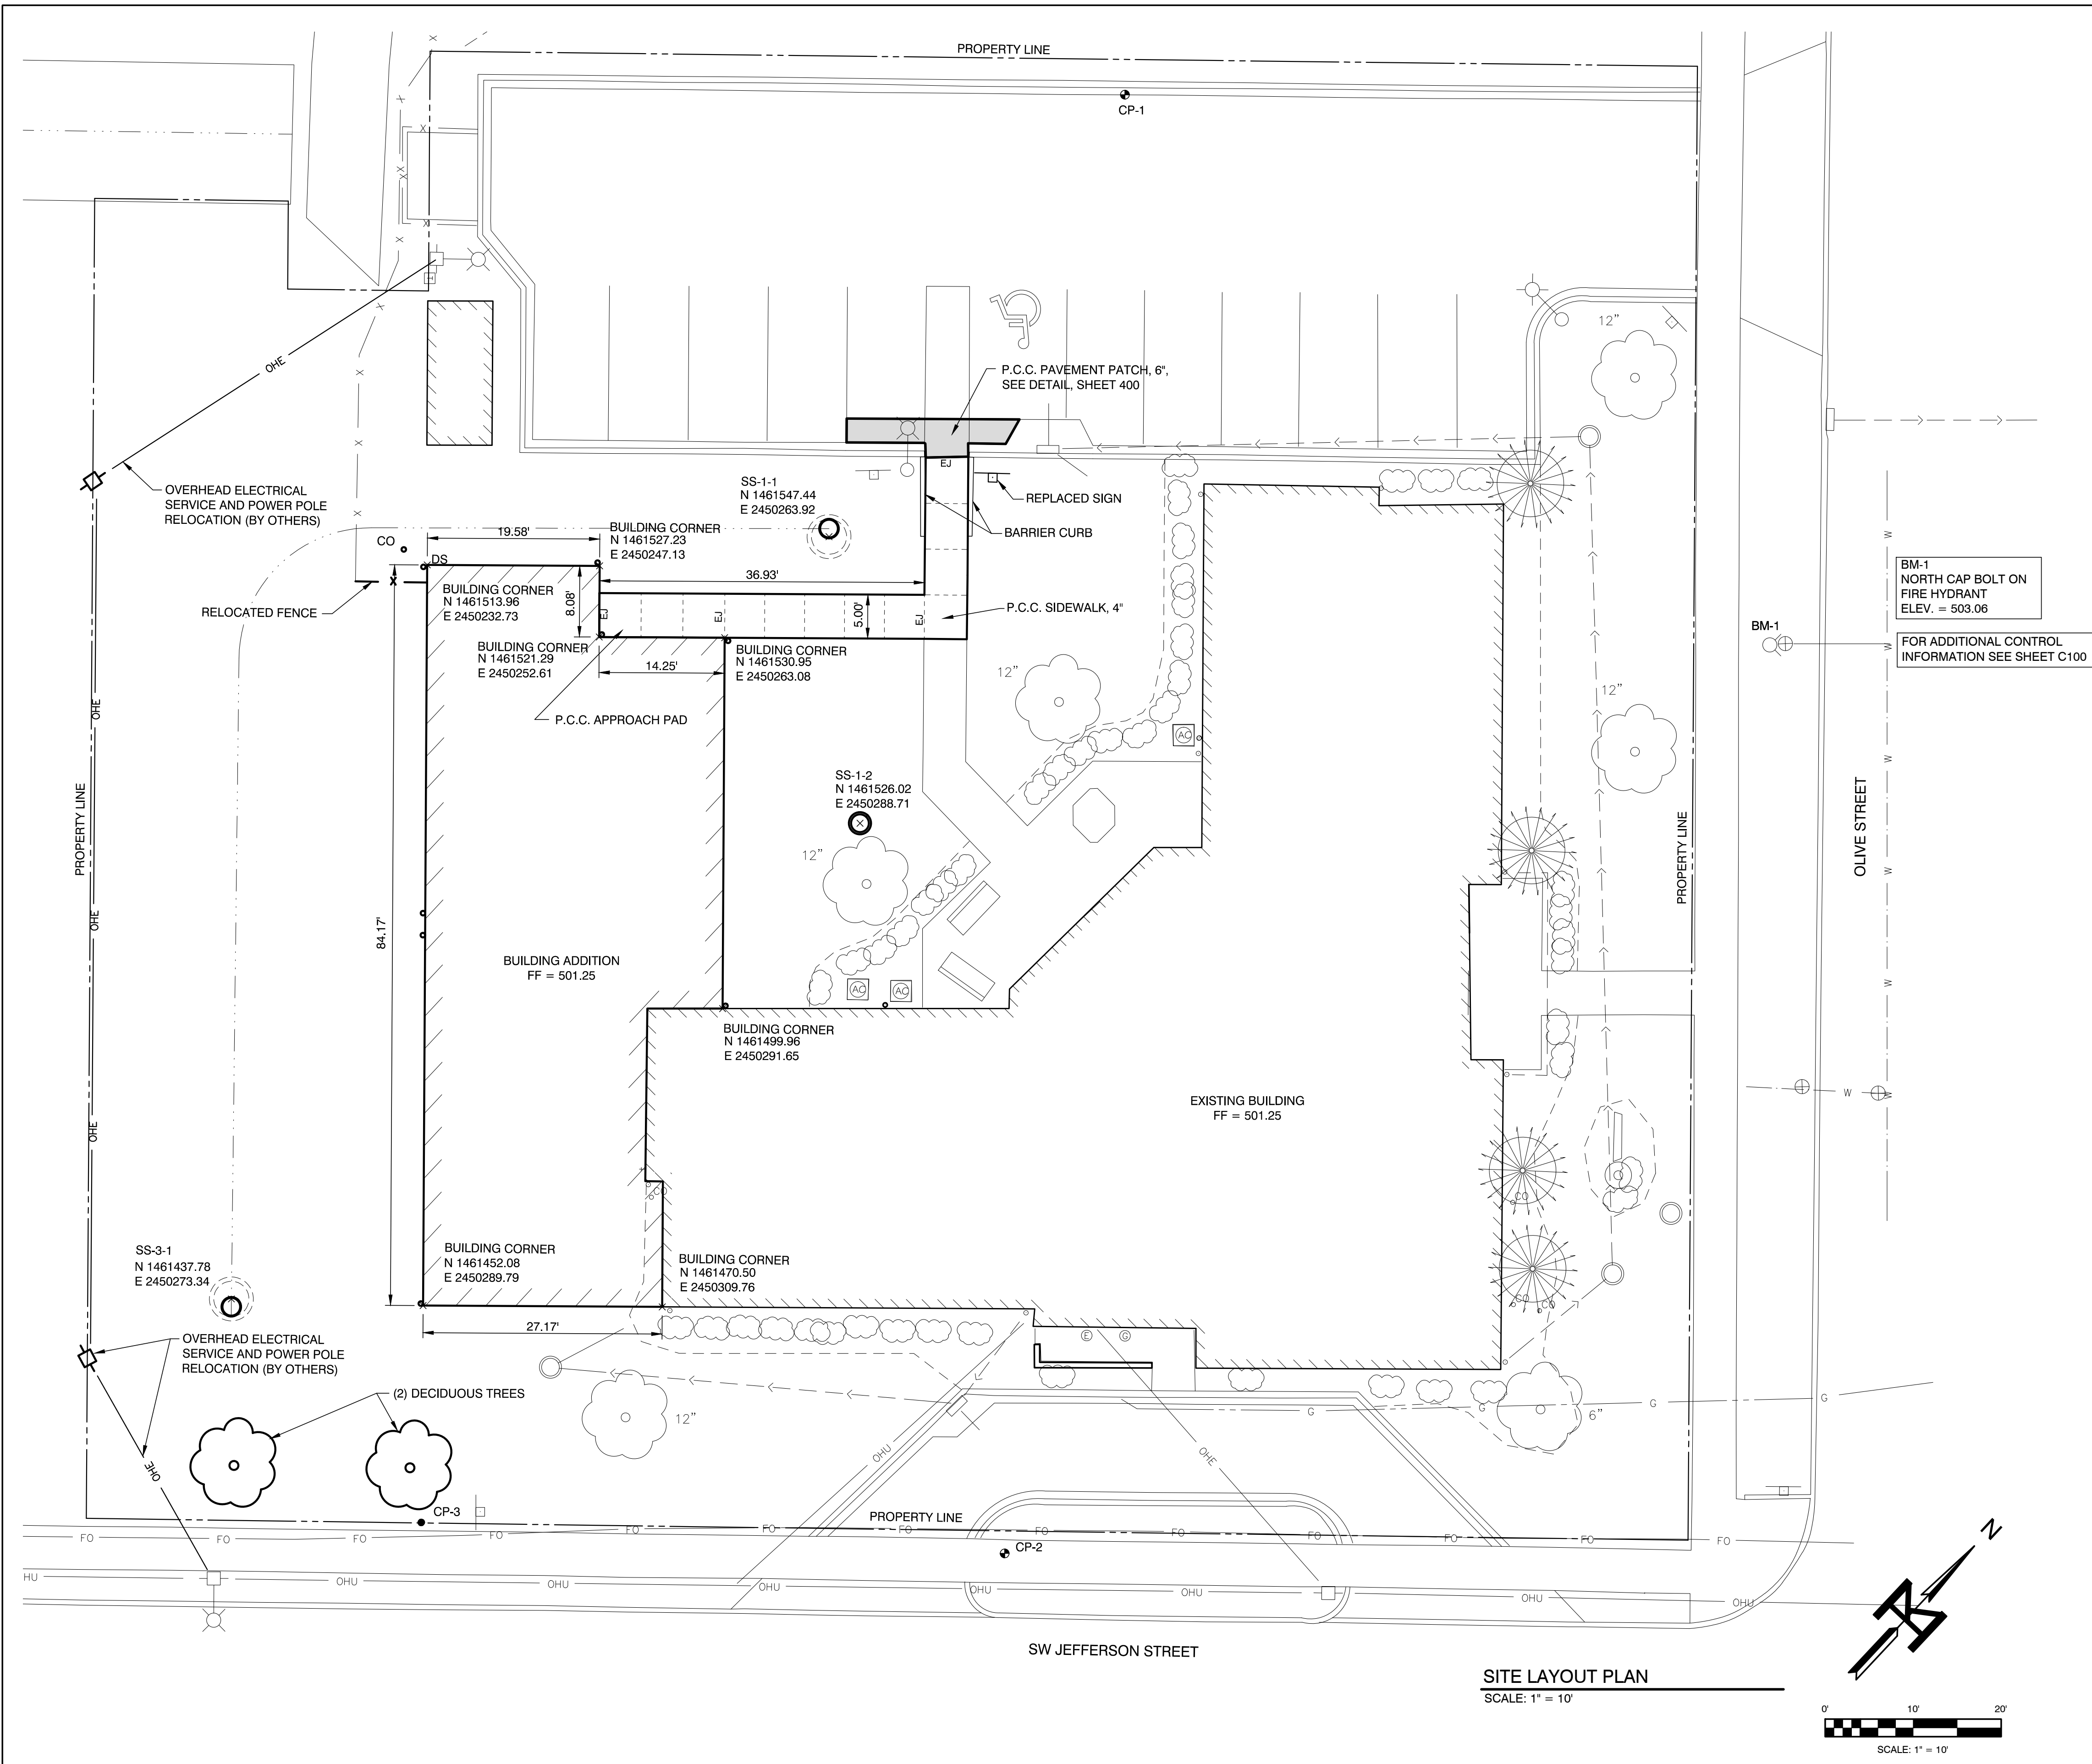 PROPERTY LINE
CP-1
12"
OHE
P.C.C. PAVEMENT PATCH, 6",
SEE DETAIL, SHEET 400
EJ
OVERHEAD ELECTRICAL
SERVICE AND POWER POLE
RELOCATION (BY OTHERS)
SS-1-1
N 1461547.44
E 2450263.92
REPLACED SIGN
BARRIER CURB
19.58'
BUILDING CORNER
N 1461527.23
E 2450247.13
CO
DS
36.93'
BUILDING CORNER
N 1461513.96
E 2450232.73
8.08'
EJ
EJ
5.00'
EJ
P.C.C. SIDEWALK, 4"
RELOCATED FENCE
BUILDING CORNER
N 1461521.29
E 2450252.61
14.25'
BUILDING CORNER
N 1461530.95
E 2450263.08
P.C.C. APPROACH PAD
BM-1
NORTH CAP BOLT ON
FIRE HYDRANT
ELEV. = 503.06
BM-1
FOR ADDITIONAL CONTROL
INFORMATION SEE SHEET C100
12"
12"
AC
OHE
PROPERTY LINE
SS-1-2
N 1461526.02
E 2450288.71
12"
PROPERTY LINE
OLIVE STREET
W
W
W
W
W
W
84.17'
OHE
BUILDING ADDITION
FF = 501.25
AC
AC
BUILDING CORNER
N 1461499.96
E 2450291.65
EXISTING BUILDING
FF = 501.25
W
OHE
CO
CO
SS-3-1
N 1461437.78
E 2450273.34
BUILDING CORNER
N 1461452.08
E 2450289.79
BUILDING CORNER
N 1461470.50
E 2450309.76
CO
CO
27.17'
E
G
OVERHEAD ELECTRICAL
SERVICE AND POWER POLE
RELOCATION (BY OTHERS)
(2) DECIDUOUS TREES
12"
G
G
G
G
6"
OHE
OHU
OHE
CP-3
PROPERTY LINE
FO
FO
FO
FO
FO
FO
FO
FO
FO
FO
FO
FO
FO
CP-2
HU
OHU
OHU
OHU
OHU
OHU
OHU
OHU
SW JEFFERSON STREET
N
SITE LAYOUT PLAN
SCALE: 1" = 10'
0' 10' 20'
SCALE: 1" = 10'